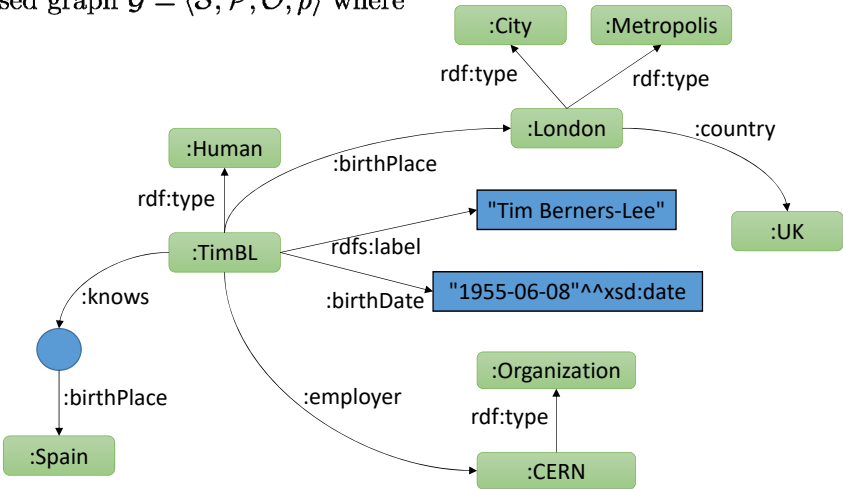 sed graph 𝒢 = ⟨𝒮, 𝒫, 𝒪, ρ⟩ where
:City
:Metropolis
rdf:type
rdf:type
:London
:country
:Human
:birthPlace
rdf:type
"Tim Berners-Lee"
:UK
:TimBL
rdfs:label
:knows
:birthDate
"1955-06-08"^^xsd:date
:Organization
:birthPlace
:employer
rdf:type
:Spain
:CERN